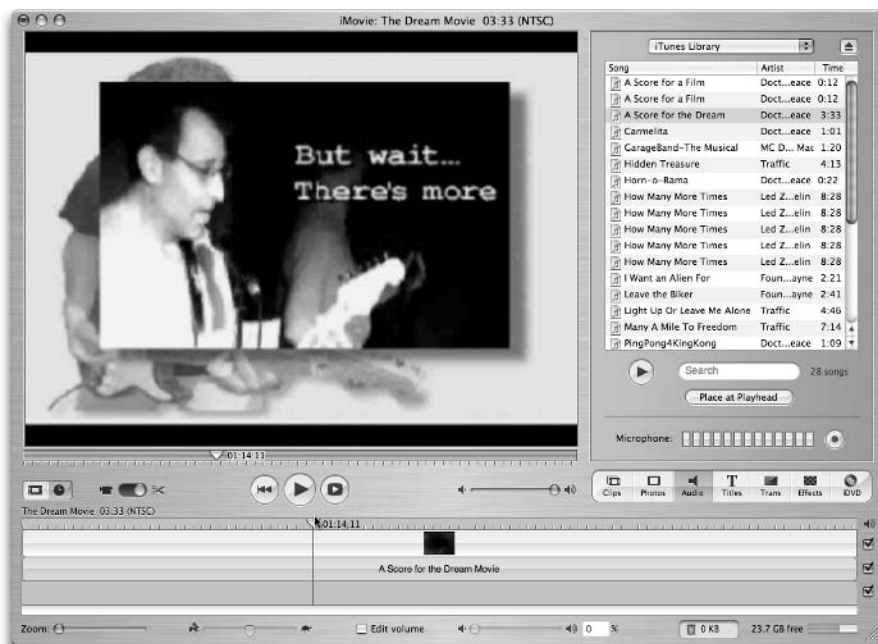 iMovie: The Dream Movie 03:33 (NTSC)
But wait...
There's more
01:14:11
iTunes Library
Song Artist Time
A Score for a Film Doct...eace 0:12
A Score for a Film Doct...eace 0:12
A Score for the Dream Doct...eace 3:33
Carmelita Doct...eace 1:01
GarageBand-The Musical MC D... Mac 1:20
Hidden Treasure Traffic 4:13
Horn-o-Rama Doct...eace 0:22
How Many More Times Led Z...elin 8:28
How Many More Times Led Z...elin 8:28
How Many More Times Led Z...elin 8:28
How Many More Times Led Z...elin 8:28
How Many More Times Led Z...elin 8:28
I Want an Alien For Foun...ayne 2:21
Leave the Biker Foun...ayne 2:41
Light Up Or Leave Me Alone Traffic 4:46
Many A Mile To Freedom Traffic 7:14
PingPong4KingKong Doct...eace 1:09
Search 28 songs
Place at Playhead
Microphone:
Clips Photos Audio Titles Trans Effects iDVD
The Dream Movie 03:33 (NTSC)
01:14:11
A Score for the Dream Movie
Zoom: Edit volume 0 % 0 KB 23.7 GB free